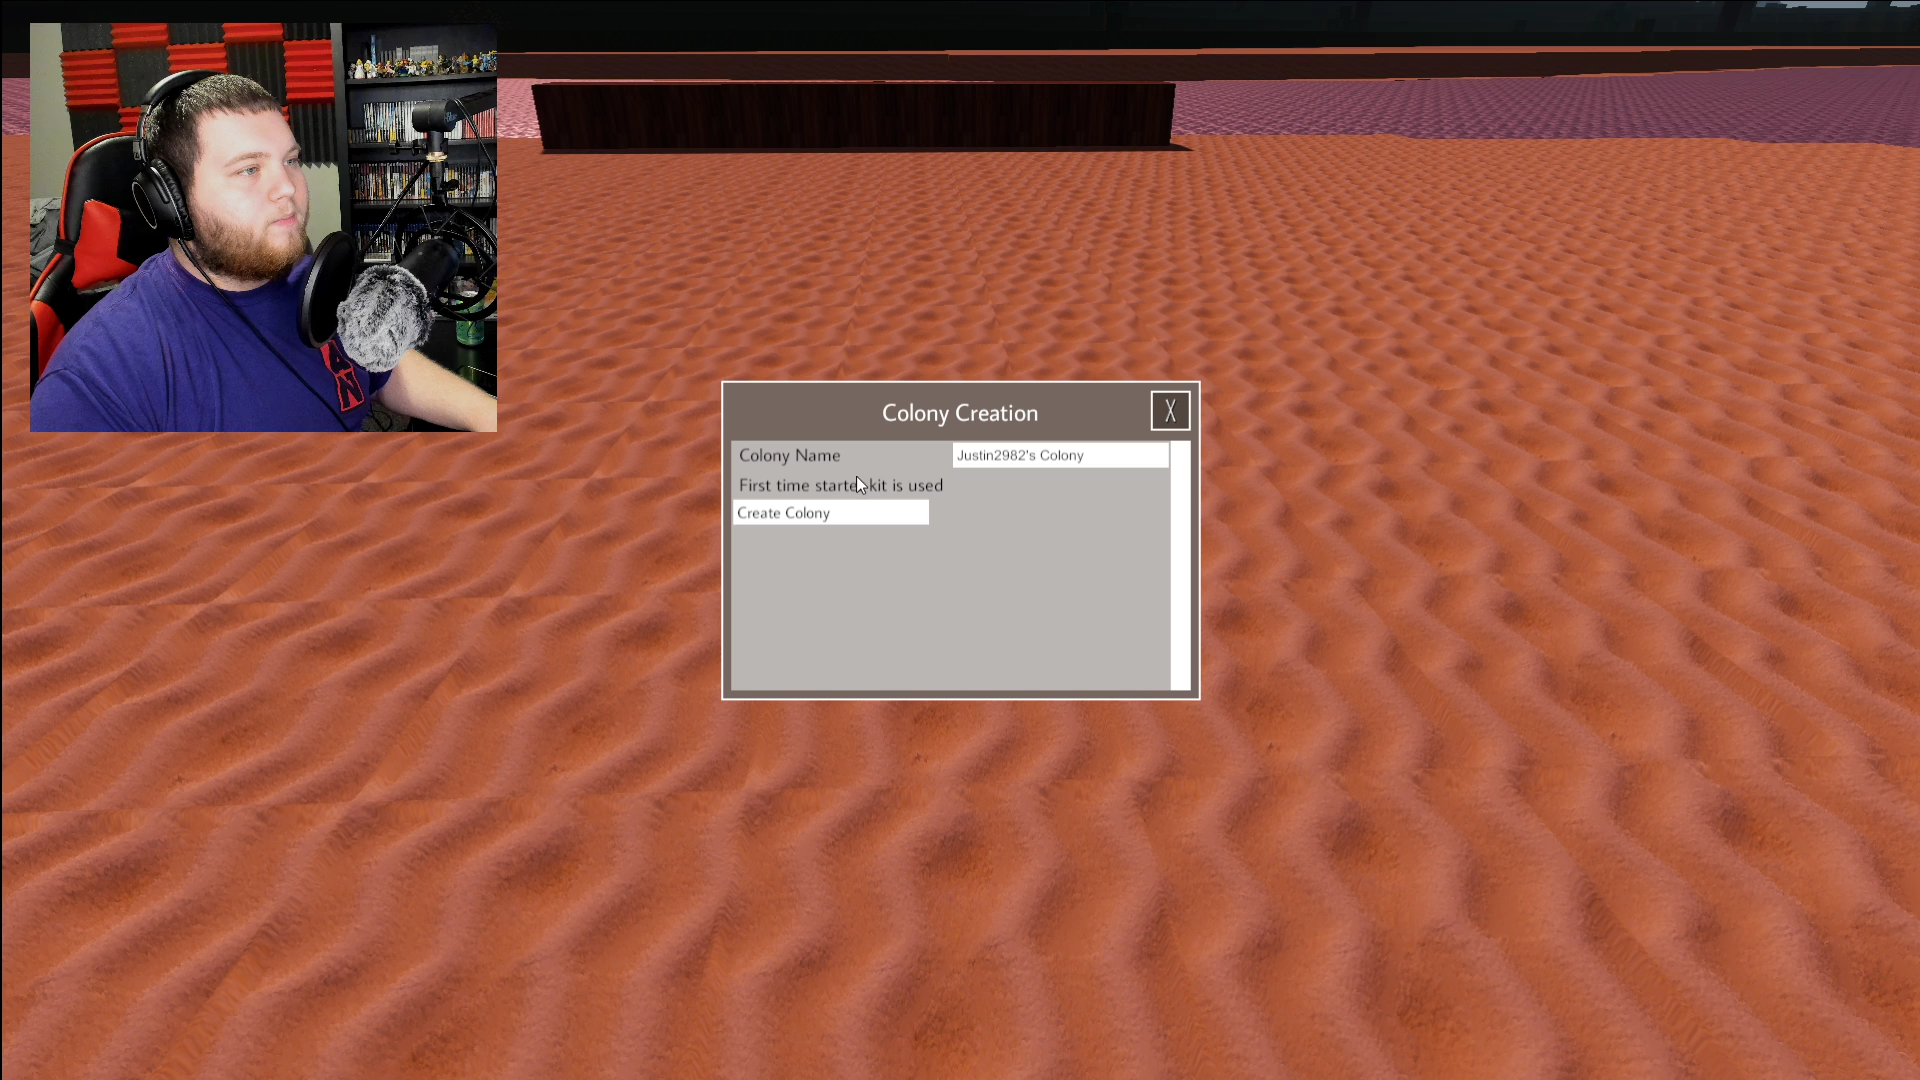 Colony Creation
X
Colony Name
Justin2982's Colony
First time starter kit is used
Create Colony